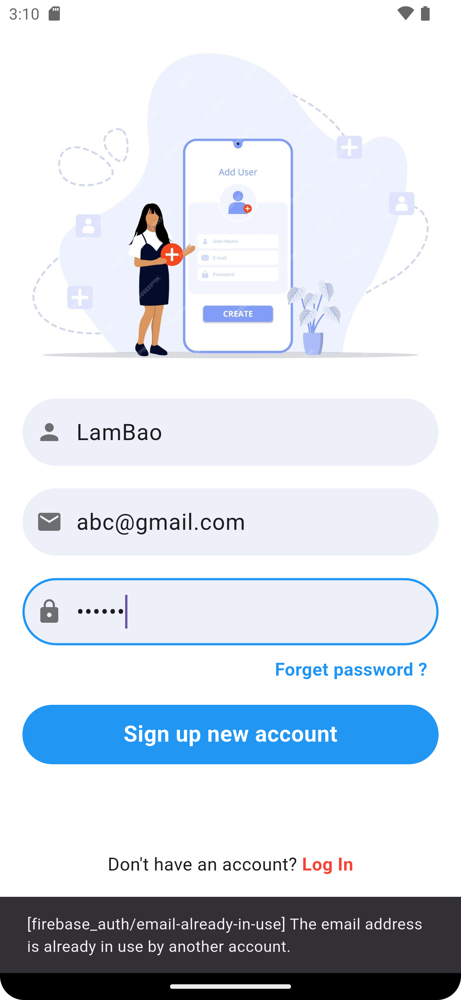 3:10
Add User
User Name
E-mail
Password
CREATE
FREEPIK
LamBao
abc@gmail.com
••••••
Forget password ?
Sign up new account
Don't have an account? Log In
[firebase_auth/email-already-in-use] The email address
is already in use by another account.